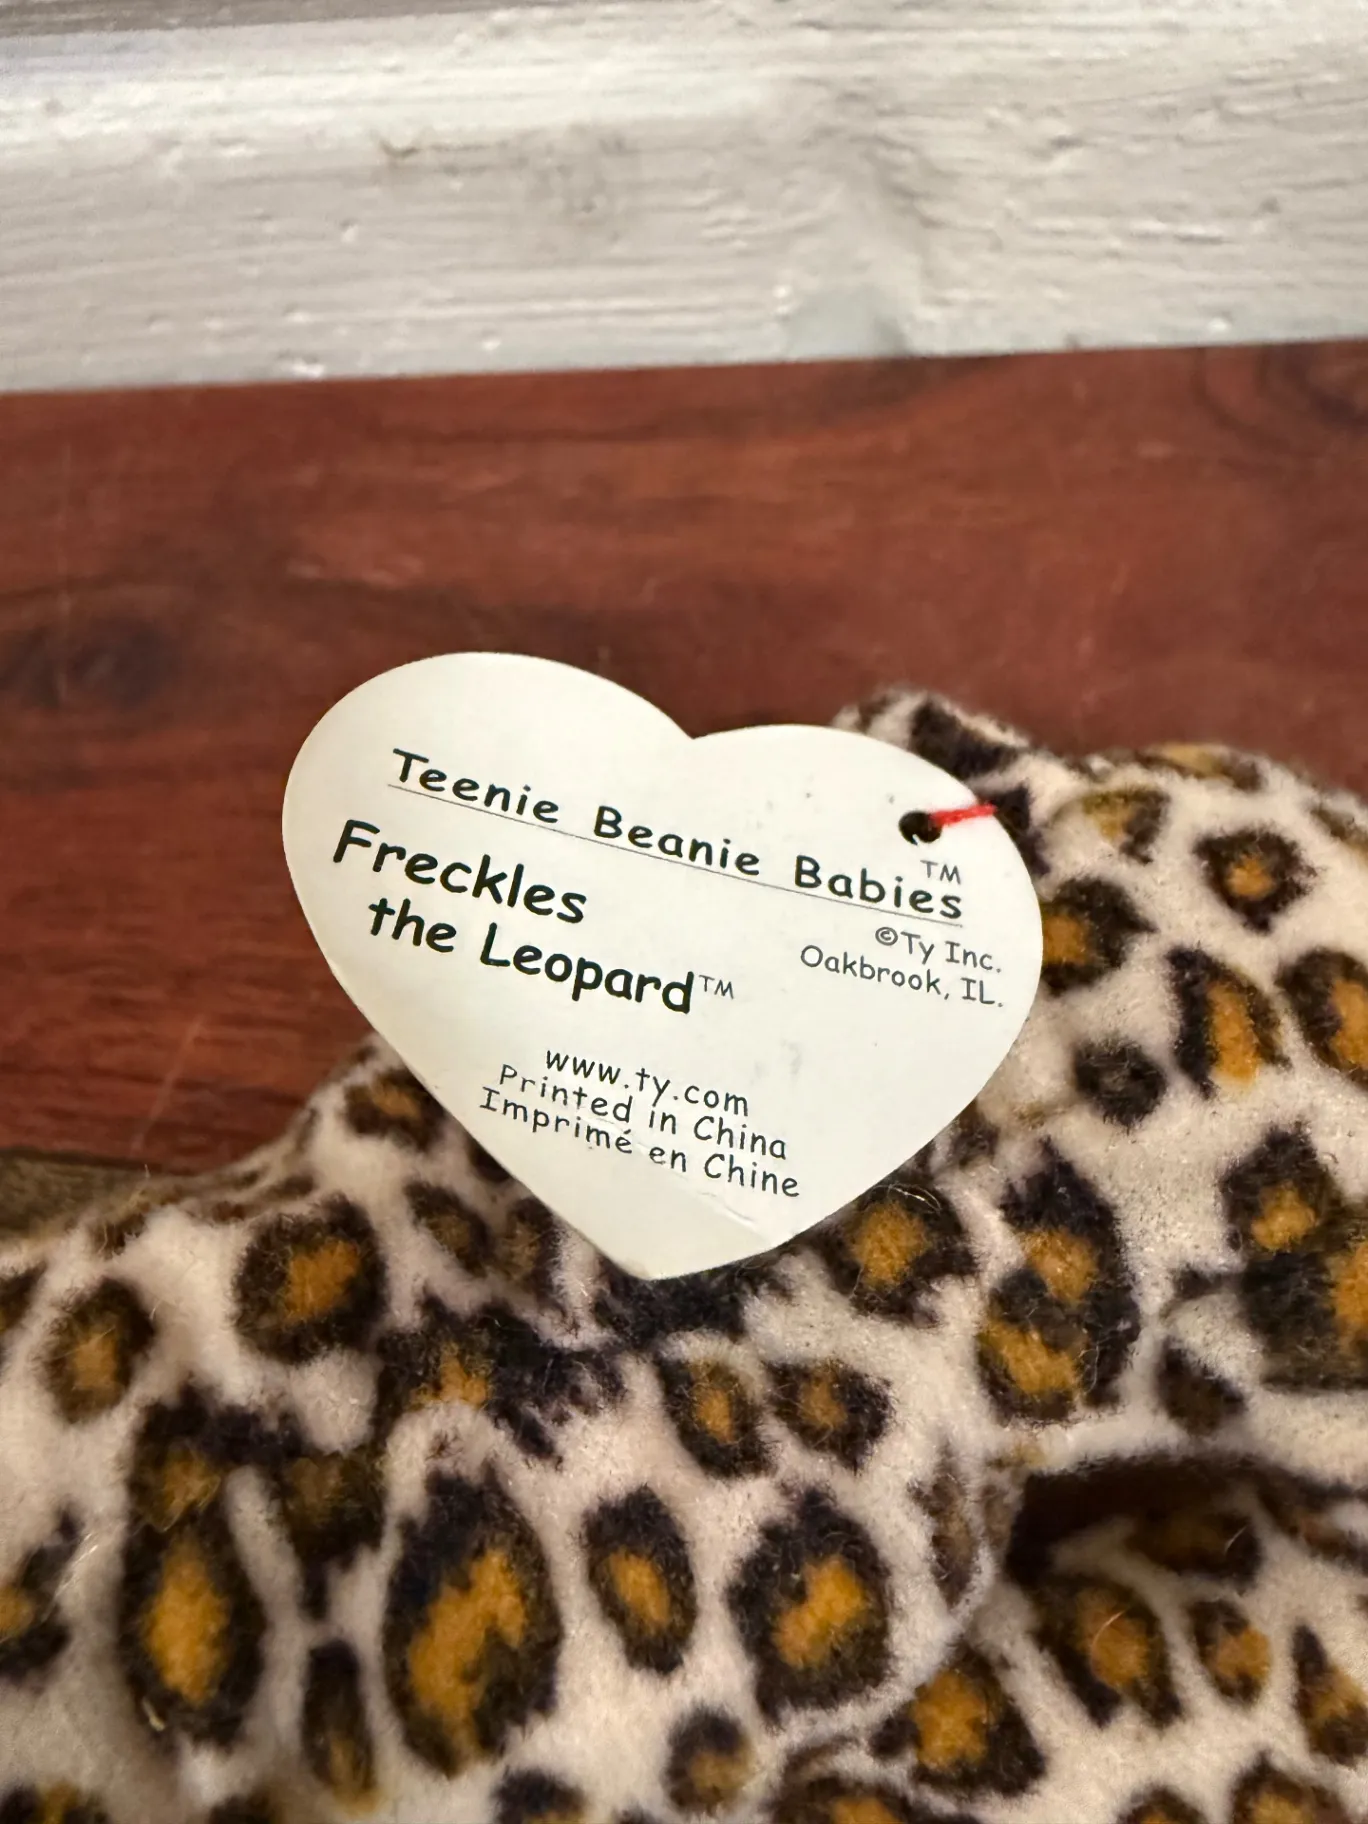 Teenie Beanie Babies™
Freckles
the Leopard™
©Ty Inc.
Oakbrook, IL.
www.ty.com
Printed in China
Imprimé en Chine